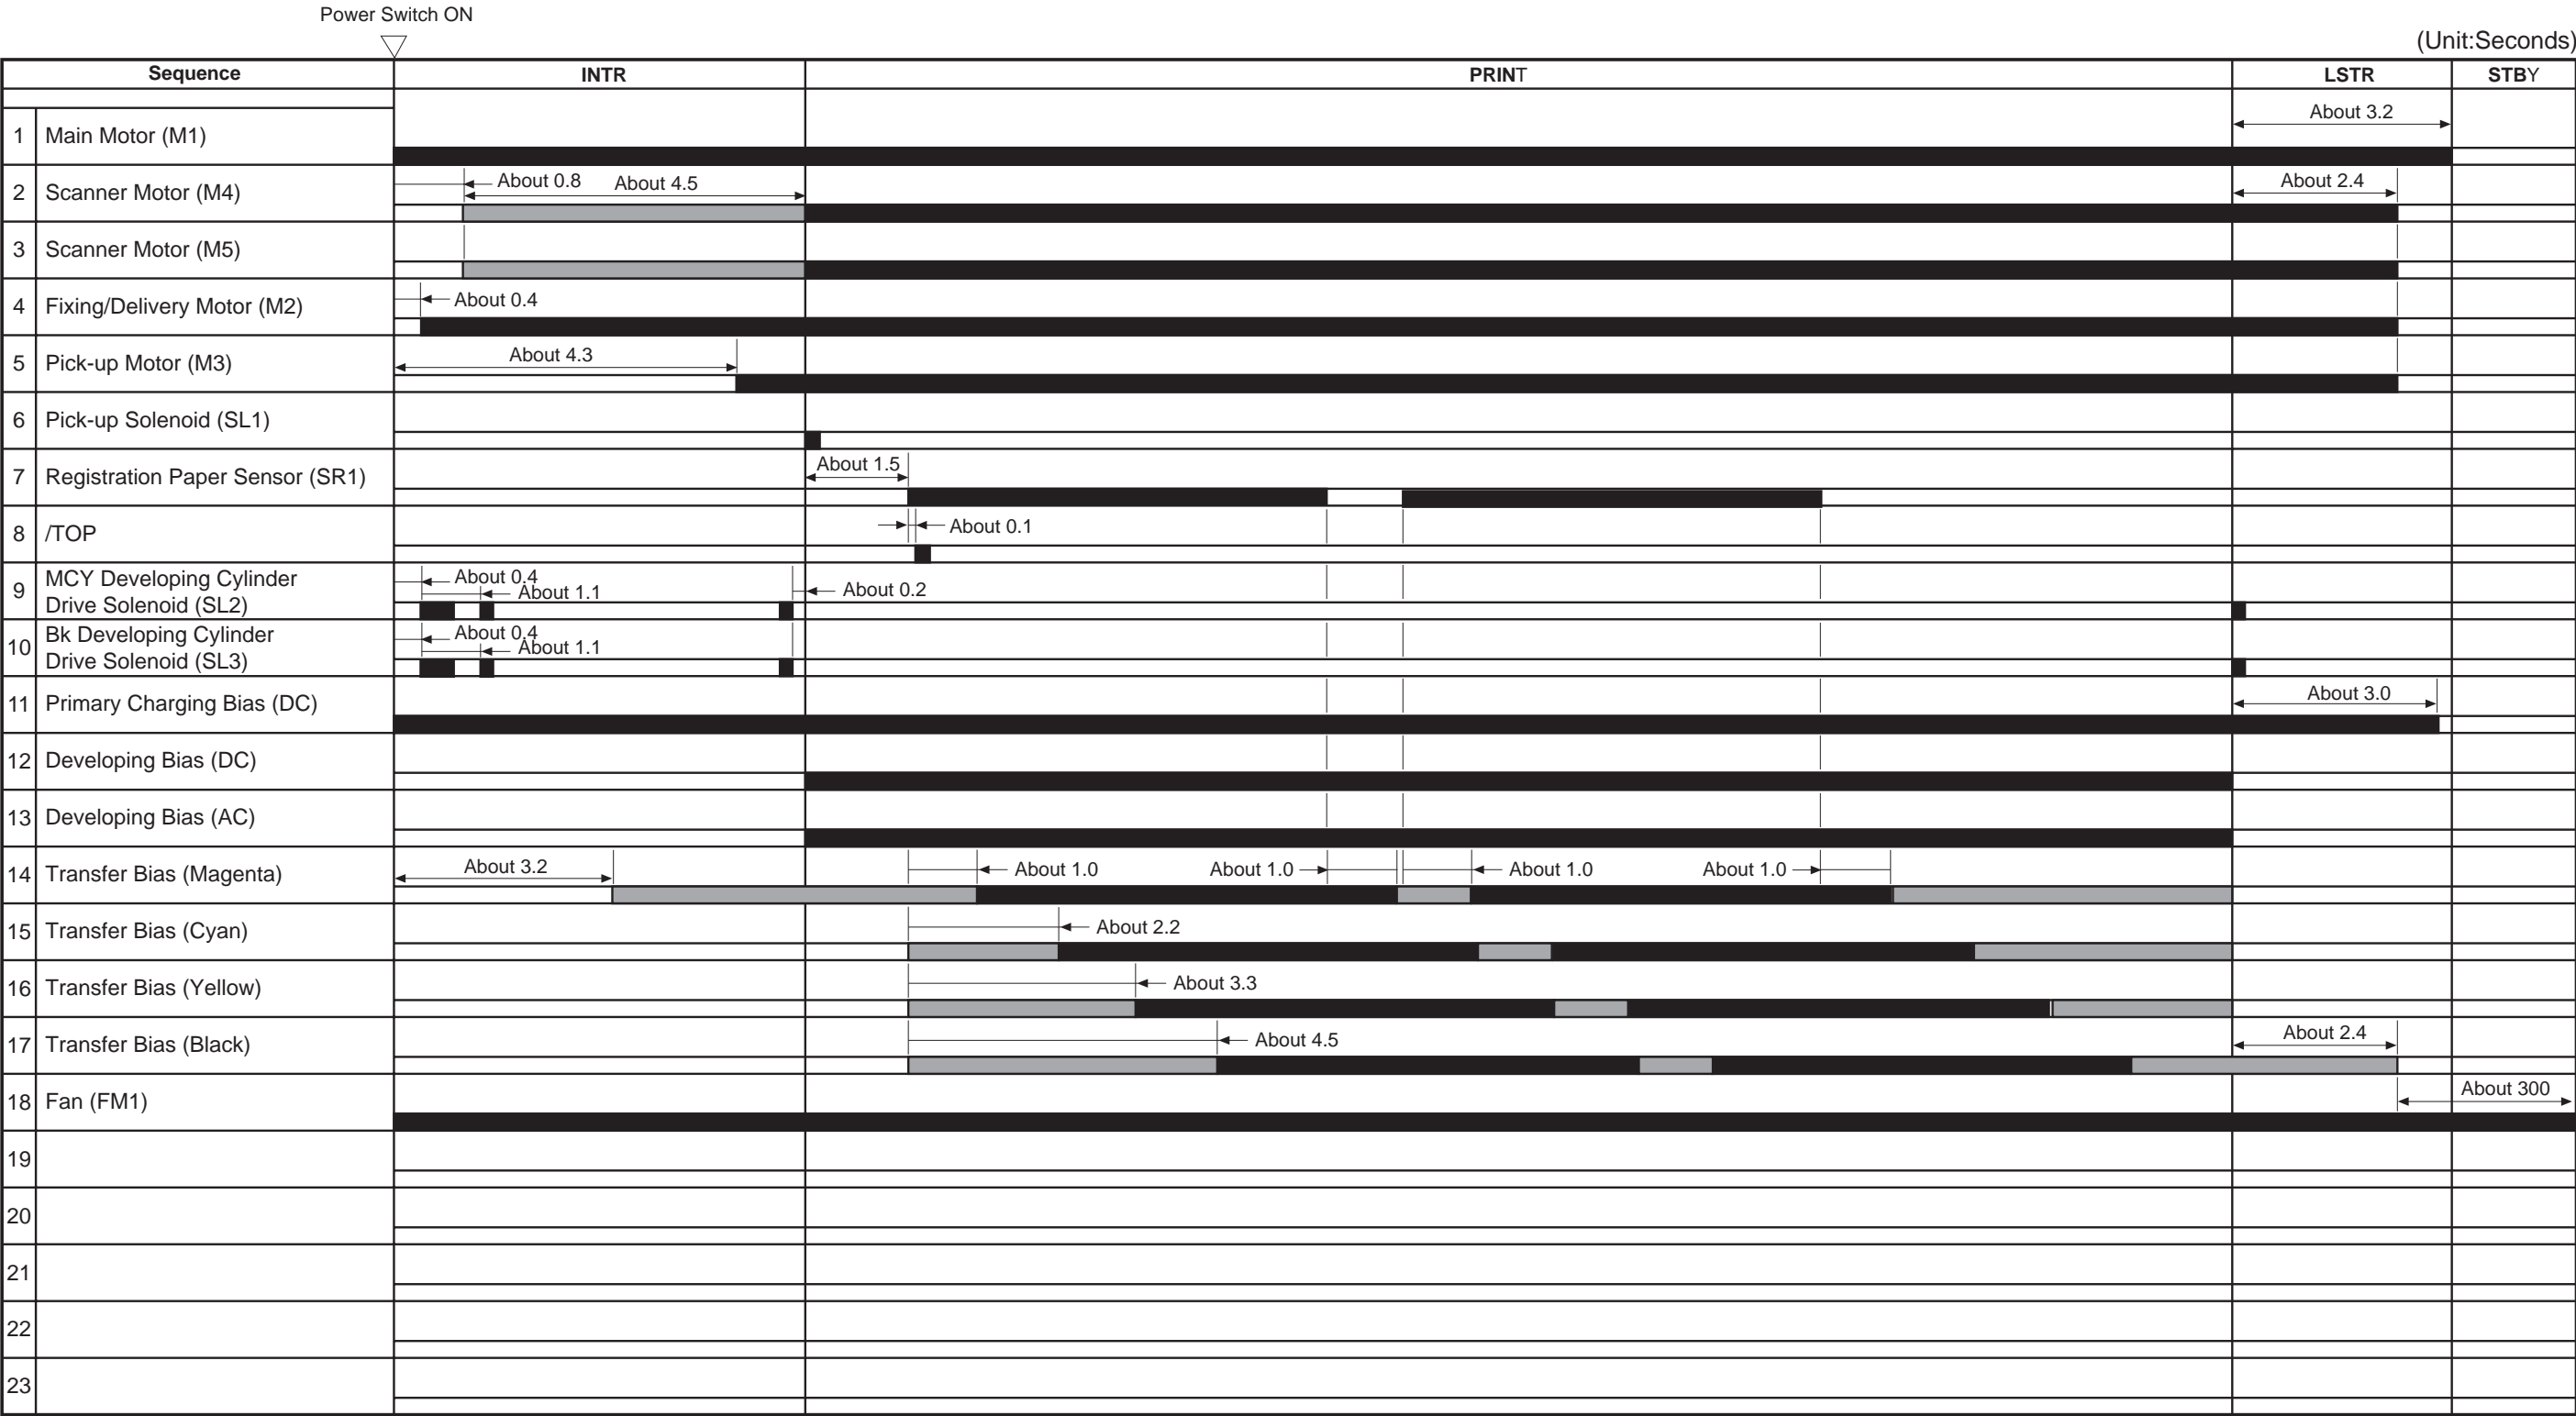 Power Switch ON
(Unit:Seconds)
Sequence INTR PRINT LSTR STBY
1 Main Motor (M1) About 3.2
2 Scanner Motor (M4) About 0.8 About 4.5 About 2.4
3 Scanner Motor (M5)
4 Fixing/Delivery Motor (M2) About 0.4
5 Pick-up Motor (M3) About 4.3
6 Pick-up Solenoid (SL1)
7 Registration Paper Sensor (SR1) About 1.5
8 /TOP About 0.1
9 MCY Developing Cylinder About 0.4
Drive Solenoid (SL2) About 1.1 About 0.2
10 Bk Developing Cylinder About 0.4
Drive Solenoid (SL3) About 1.1
11 Primary Charging Bias (DC) About 3.0
12 Developing Bias (DC)
13 Developing Bias (AC)
14 Transfer Bias (Magenta) About 3.2 About 1.0 About 1.0 About 1.0 About 1.0
15 Transfer Bias (Cyan) About 2.2
16 Transfer Bias (Yellow) About 3.3
17 Transfer Bias (Black) About 4.5 About 2.4
18 Fan (FM1) About 300
19
20
21
22
23